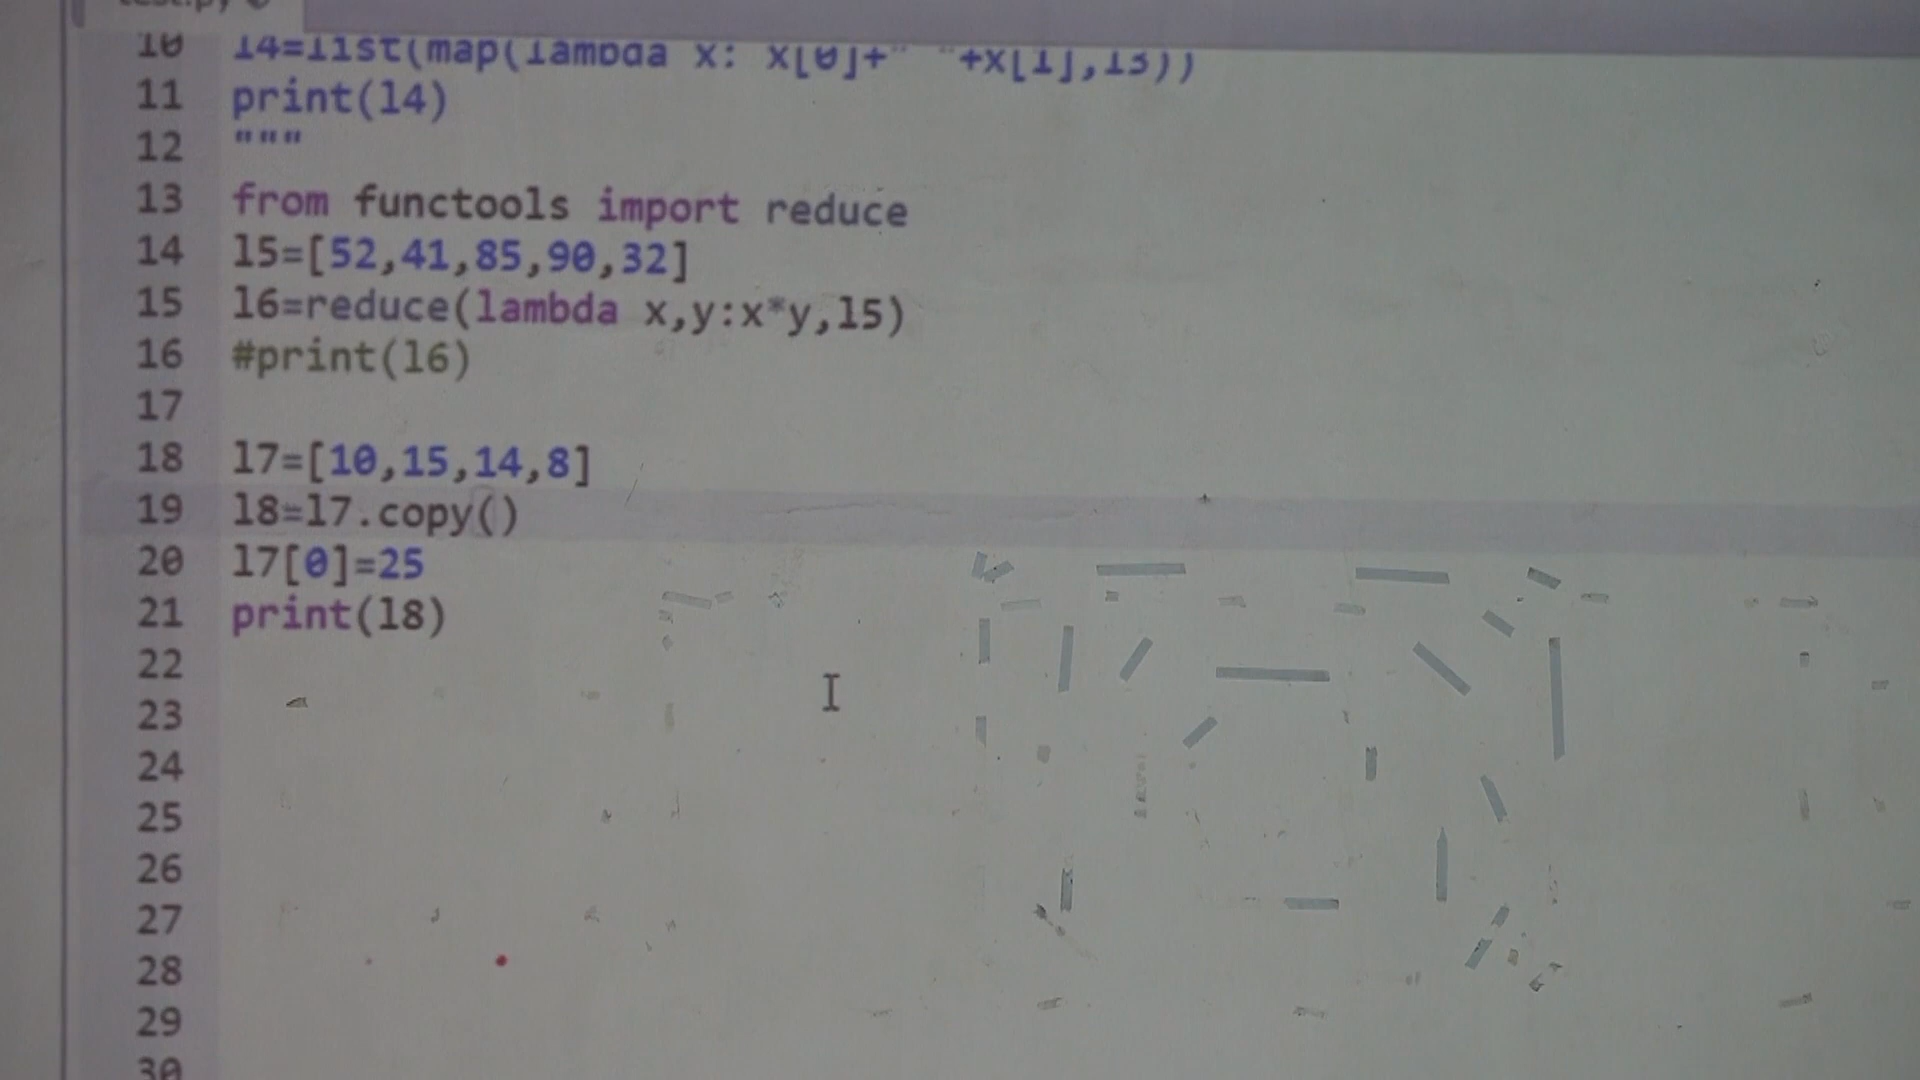 test.py
10 l4=list(map(lambda x: x[0]+" "+x[1],l3))
11 print(l4)
12 """
13 from functools import reduce
14 l5=[52,41,85,90,32]
15 l6=reduce(lambda x,y:x*y,l5)
16 #print(l6)
17
18 l7=[10,15,14,8]
19 l8=l7.copy()
20 l7[0]=25
21 print(l8)
22
23
24
25
26
27
28
29
30